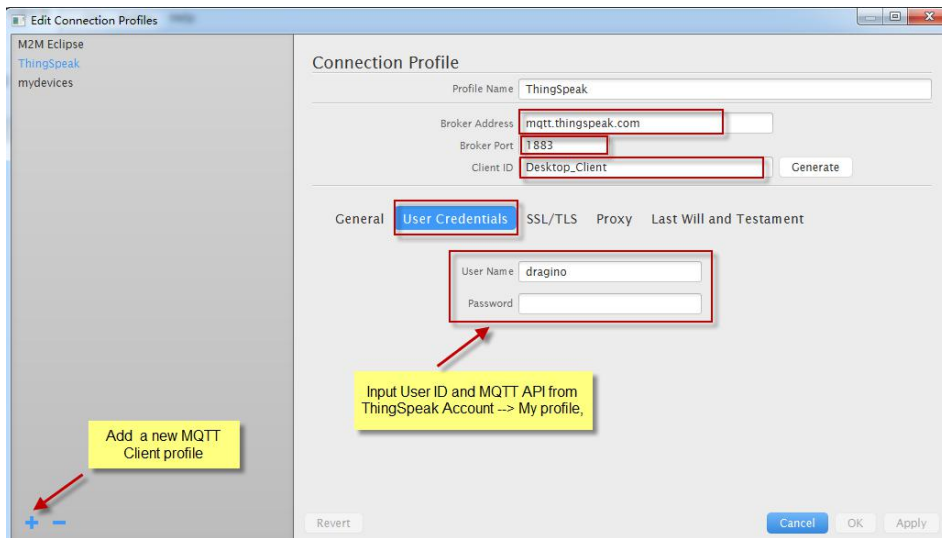 Edit Connection Profiles
M2M Eclipse
ThingSpeak
mydevices
Connection Profile
Profile Name ThingSpeak
Broker Address mqtt.thingspeak.com
Broker Port 1883
Client ID Desktop_Client Generate
General User Credentials SSL/TLS Proxy Last Will and Testament
User Name dragino
Password
Input User ID and MQTT API from
ThingSpeak Account --> My profile,
Add a new MQTT
Client profile
Revert Cancel OK Apply